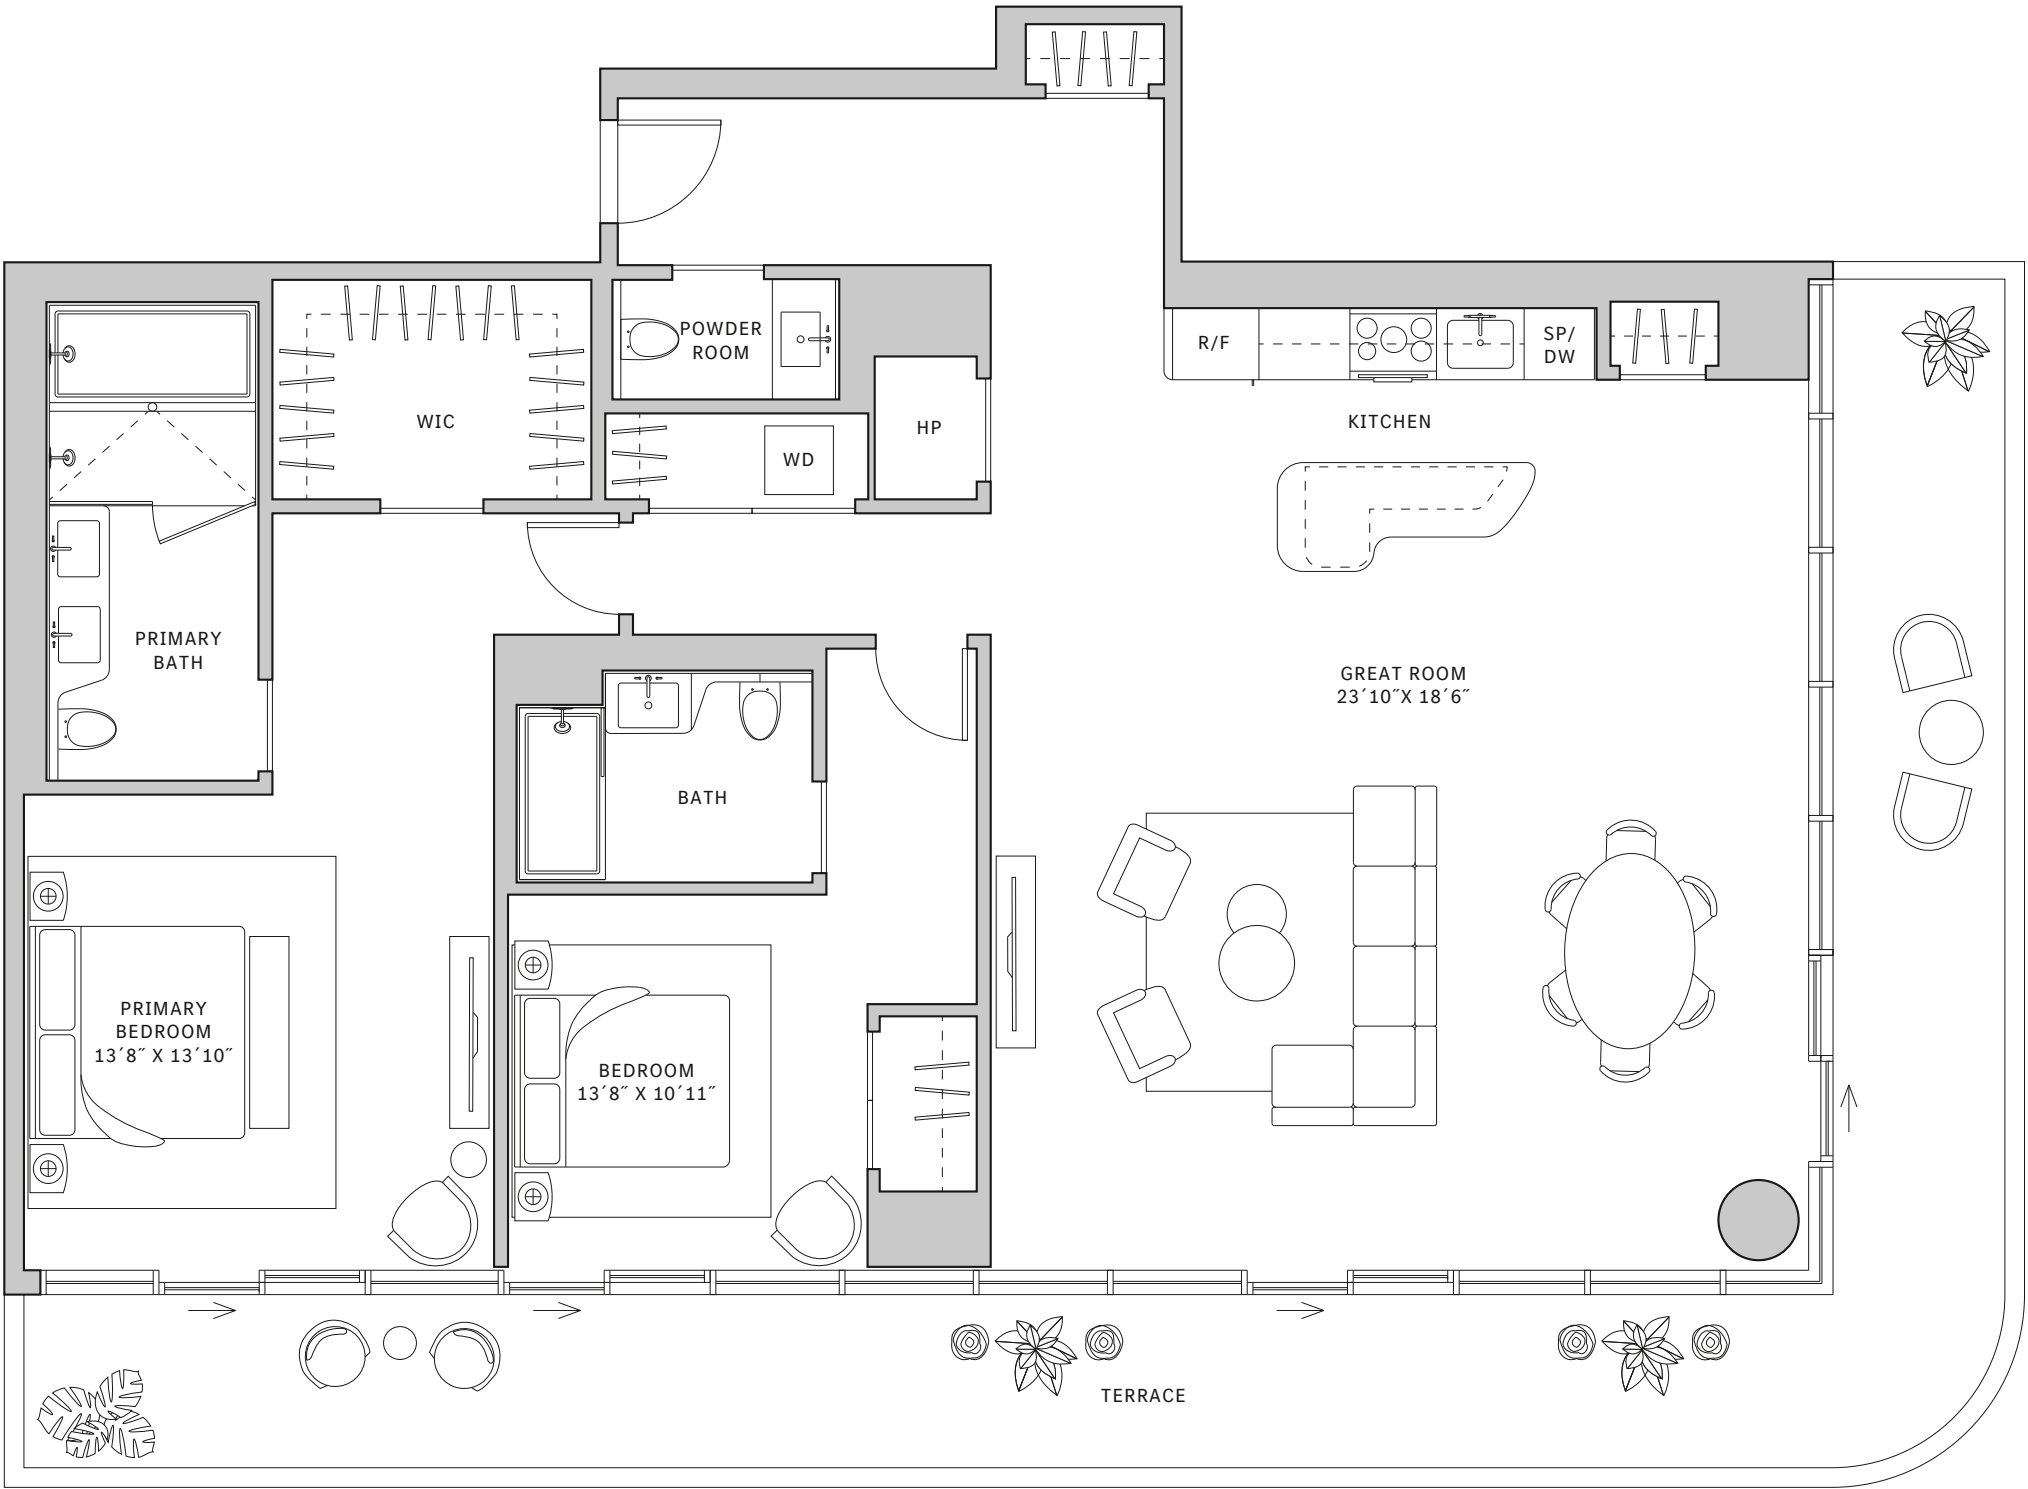 POWDER
ROOM
R/F
SP/
DW
WIC
HP
KITCHEN
WD
PRIMARY
BATH
GREAT ROOM
23´10˝X 18´6˝
BATH
PRIMARY
BEDROOM
13´8˝ X 13´10˝
BEDROOM
13´8˝ X 10´11˝
TERRACE